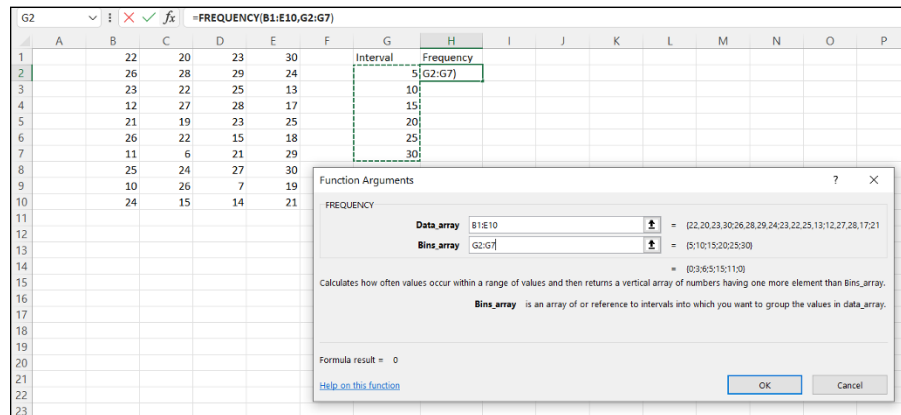 G2 fx =FREQUENCY(B1:E10,G2:G7)
A B C D E F G H I J K L M N O P
1 22 20 23 30 Interval Frequency
2 26 28 29 24 5 G2:G7)
3 23 22 25 13 10
4 12 27 28 17 15
5 21 19 23 25 20
6 26 22 15 18 25
7 11 6 21 29 30
8 25 24 27 30
9 10 26 7 19
10 24 15 14 21
11
12
13
14
15
16
17
18
19
20
21
22
23
Function Arguments ? ×
FREQUENCY
Data_array B1:E10 = {22,20,23,30;26,28,29,24;23,22,25,13;12,27,28,17;21
Bins_array G2:G7 = {5;10;15;20;25;30}
= {0;3;6;5;15;11;0}
Calculates how often values occur within a range of values and then returns a vertical array of numbers having one more element than Bins_array.
Bins_array is an array of or reference to intervals into which you want to group the values in data_array.
Formula result = 0
Help on this function OK Cancel